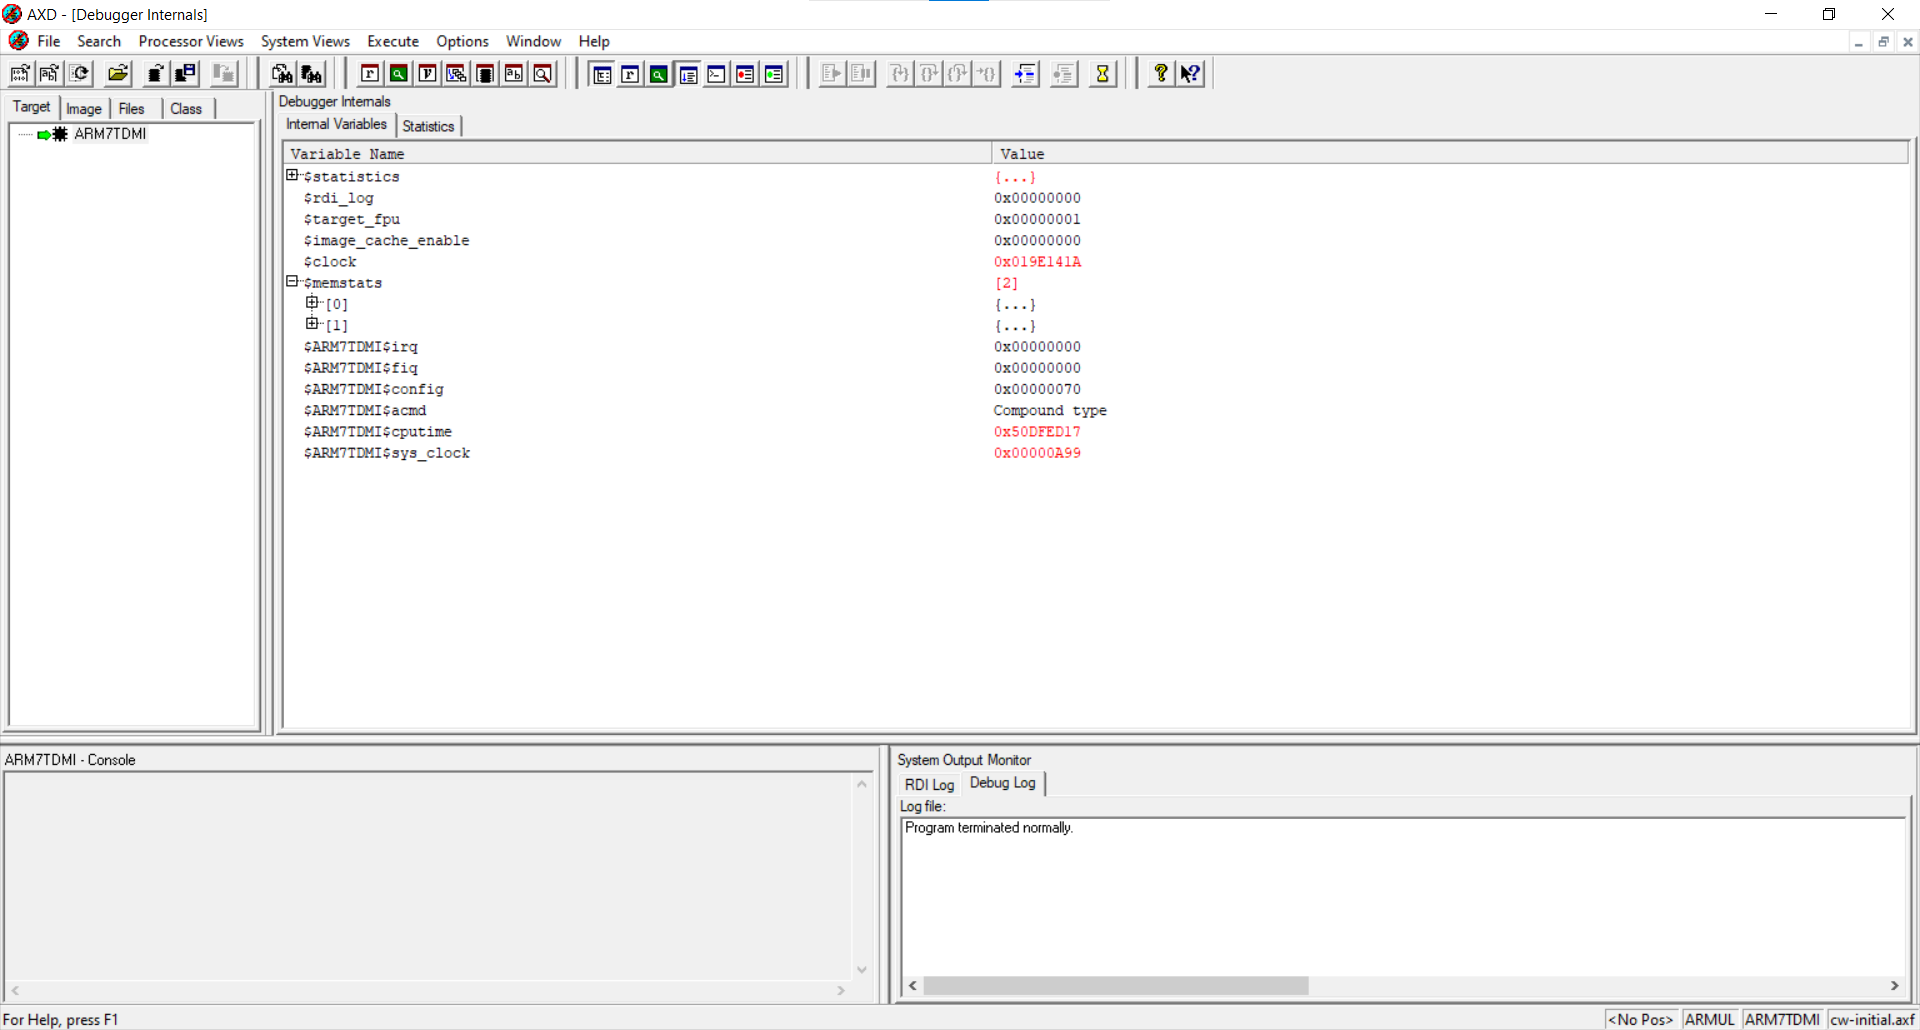 AXD - [Debugger Internals]
File Search Processor Views System Views Execute Options Window Help
Target Image Files Class
ARM7TDMI
Debugger Internals
Internal Variables Statistics
Variable Name Value
$statistics {...}
$rdi_log 0x00000000
$target_fpu 0x00000001
$image_cache_enable 0x00000000
$clock 0x019E141A
$memstats [2]
[0] {...}
[1] {...}
$ARM7TDMI$irq 0x00000000
$ARM7TDMI$fiq 0x00000000
$ARM7TDMI$config 0x00000070
$ARM7TDMI$acmd Compound type
$ARM7TDMI$cputime 0x50DFED17
$ARM7TDMI$sys_clock 0x00000A99
ARM7TDMI - Console
System Output Monitor
RDI Log Debug Log
Log file:
Program terminated normally.
For Help, press F1
<No Pos> ARMUL ARM7TDMI cw-initial.axf